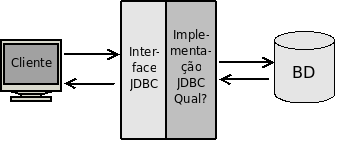 Cliente
Inter-
face
JDBC
Imple-
menta-
ção
JDBC
Qual?
BD